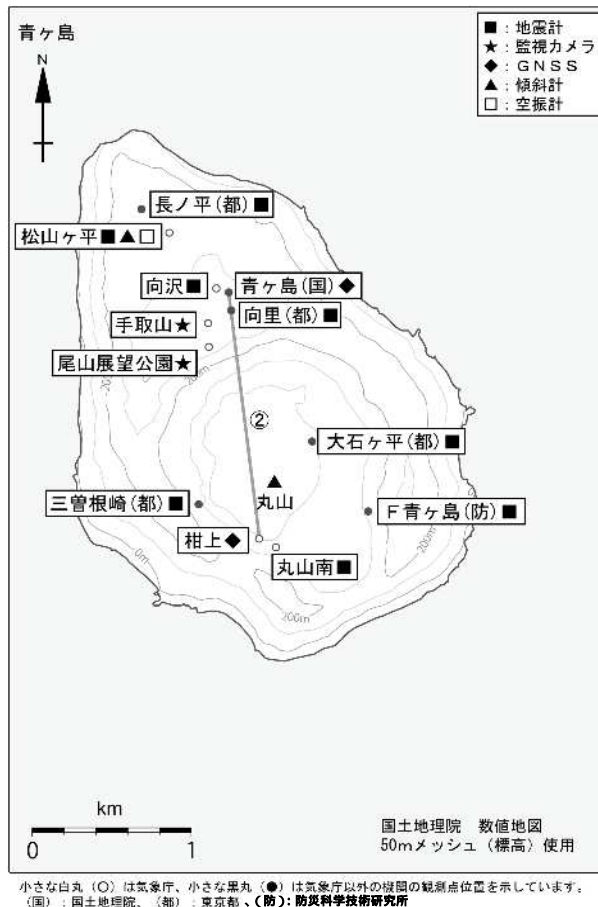 青ヶ島
N
■：地震計
★：監視カメラ
◆：ＧＮＳＳ
▲：傾斜計
□：空振計
長ノ平(都)■
松山ヶ平■▲□
向沢■
青ヶ島(国)◆
向里(都)■
手取山★
尾山展望公園★
200m
200m
②
大石ヶ平(都)■
丸山
三曽根崎(都)■
Ｆ青ヶ島(防)■
柑上◆
丸山南■
0m
200m
200m
km
0 1
国土地理院　数値地図
50mメッシュ（標高）使用
小さな白丸（○）は気象庁、小さな黒丸（●）は気象庁以外の機関の観測点位置を示しています。
（国）：国土地理院、（都）：東京都、（防）：防災科学技術研究所